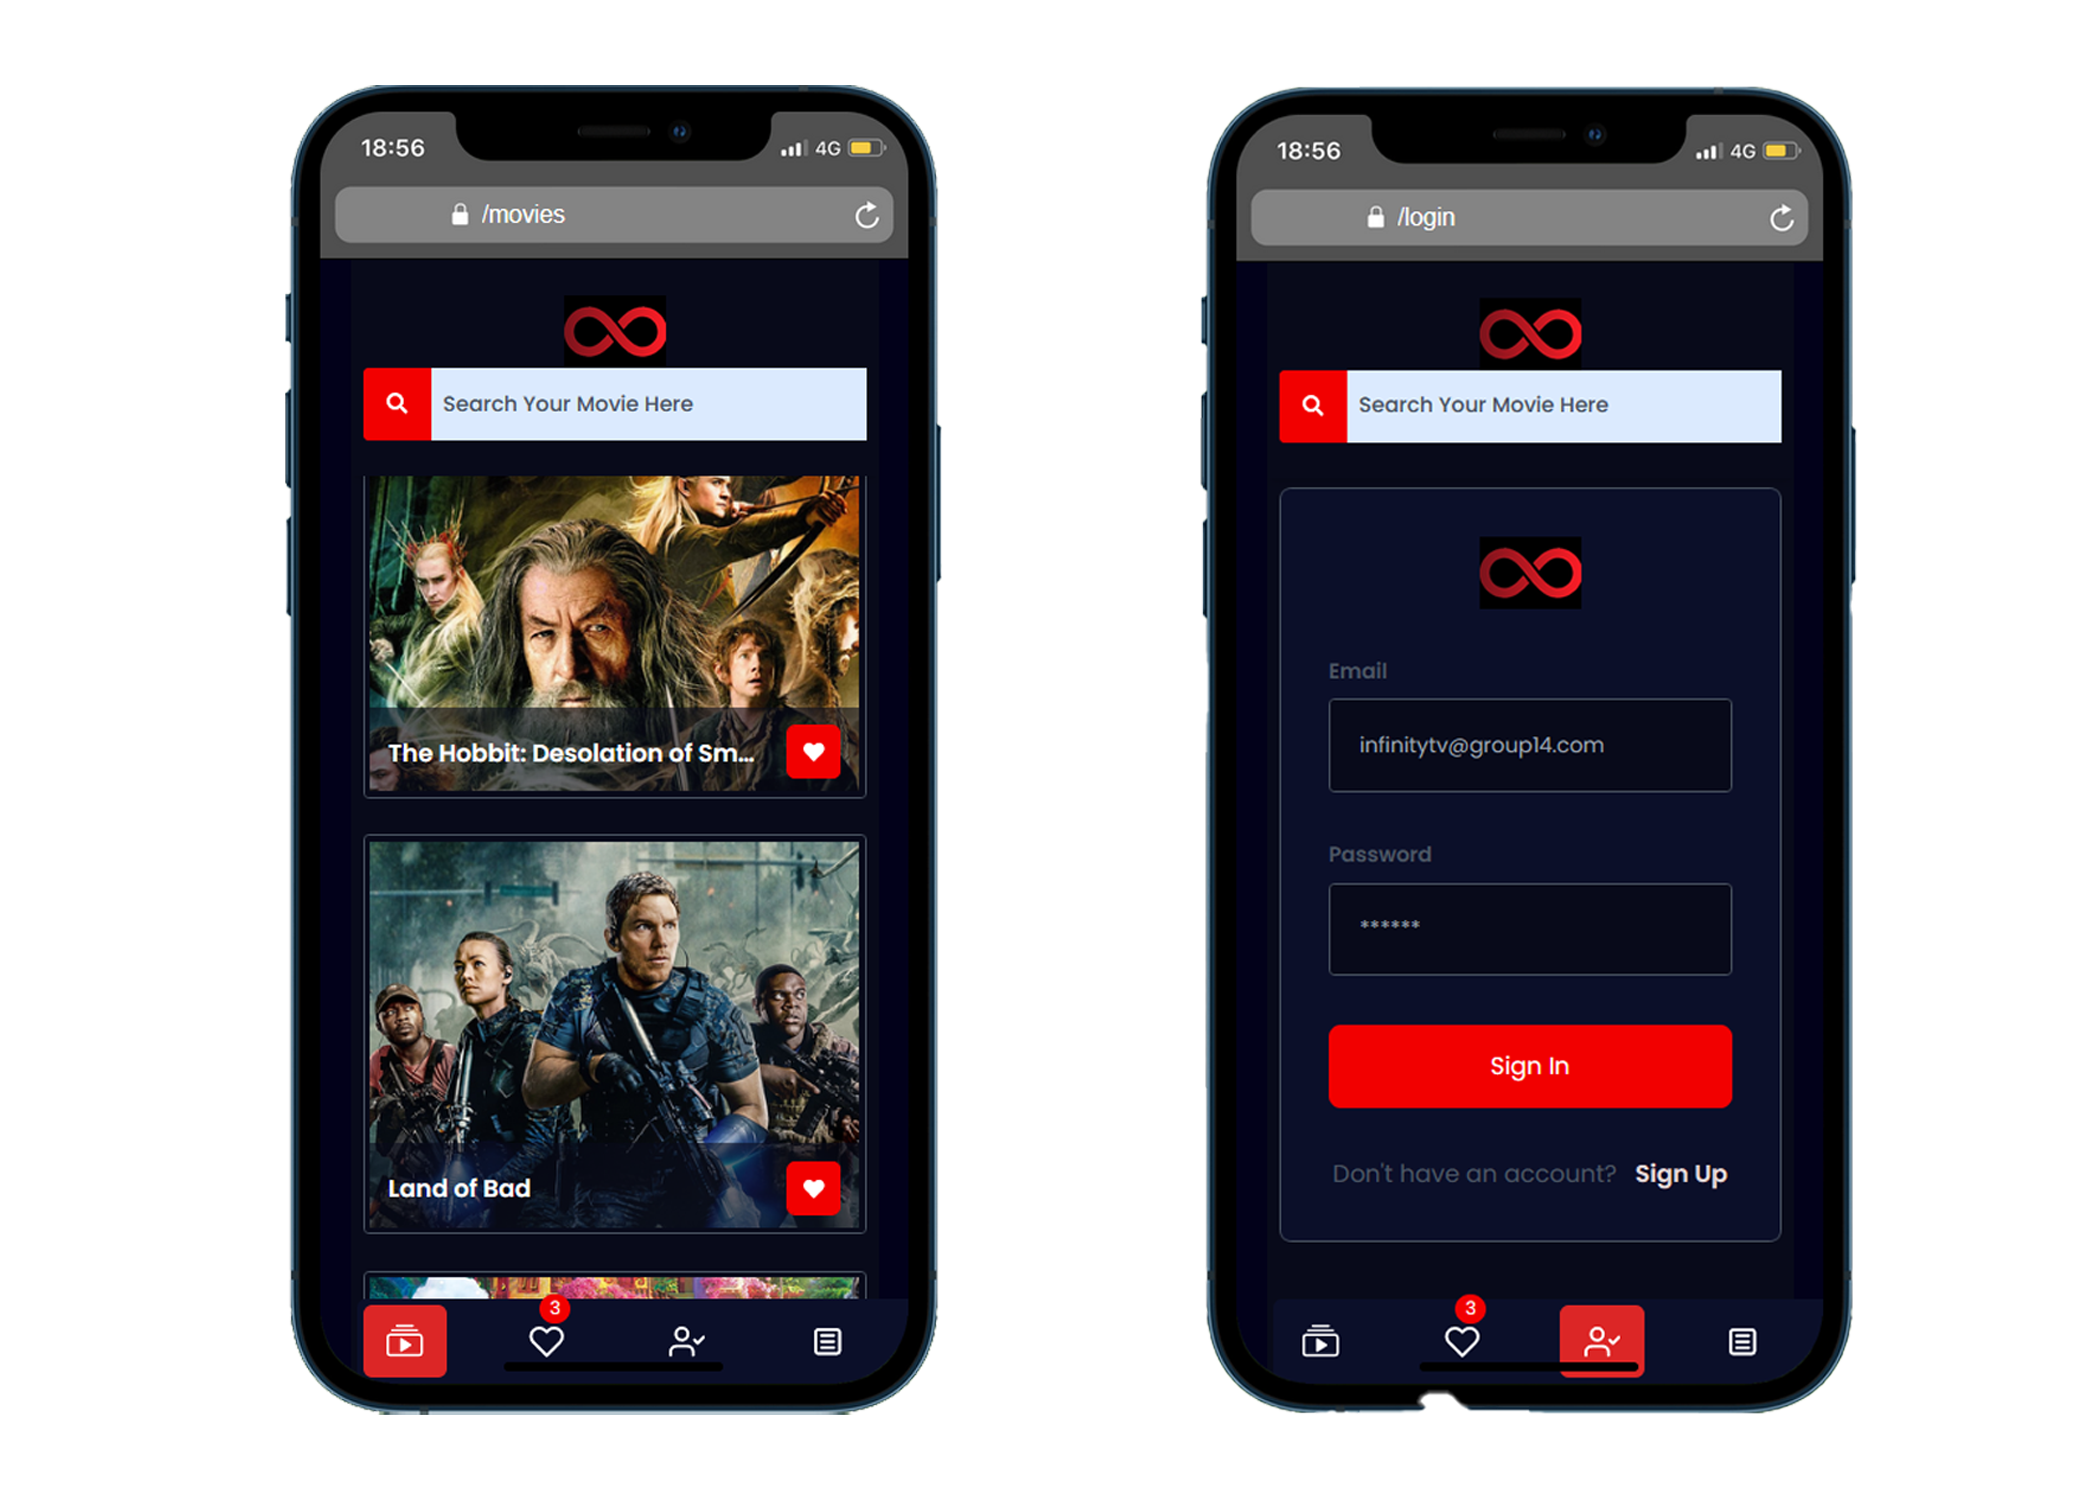 18:56
4G
/movies
Search Your Movie Here
The Hobbit: Desolation of Sm...
Land of Bad
3
18:56
4G
/login
Search Your Movie Here
Email
infinitytv@group14.com
Password
******
Sign In
Don't have an account? Sign Up
3